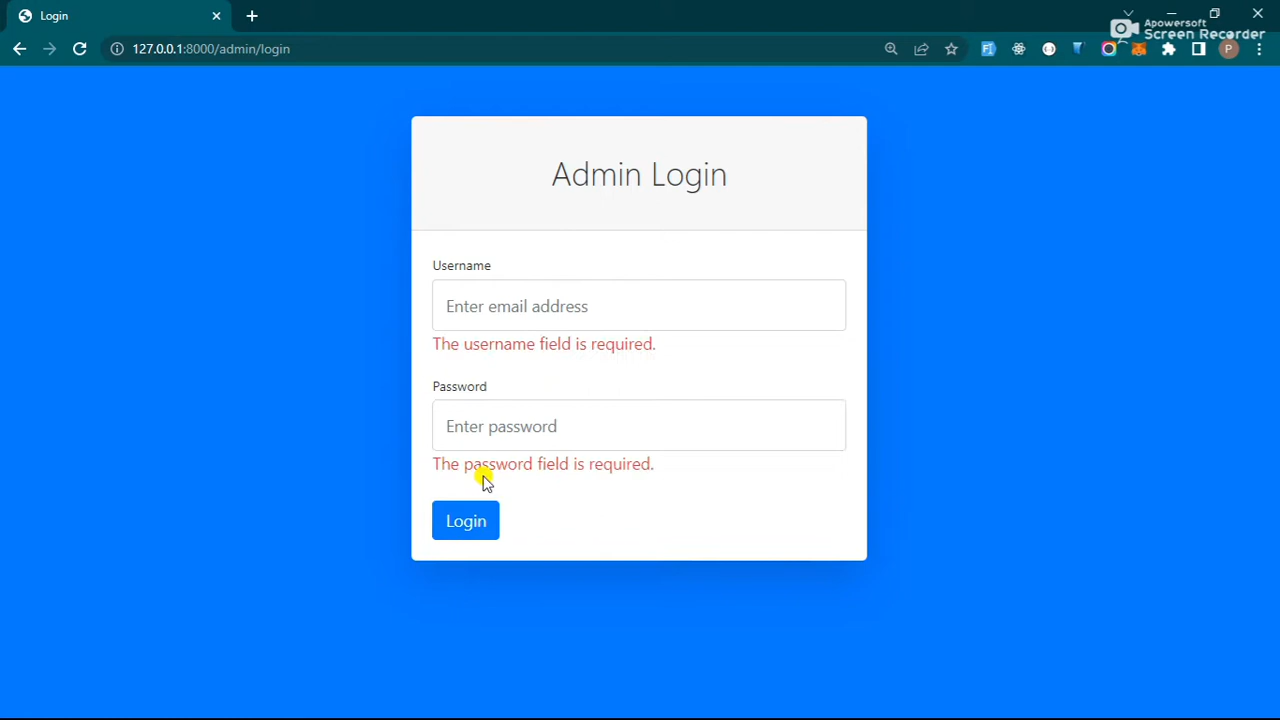 Login
Apowersoft
Screen Recorder
127.0.0.1:8000/admin/login
P
Admin Login
Username
Enter email address
The username field is required.
Password
Enter password
The password field is required.
Login